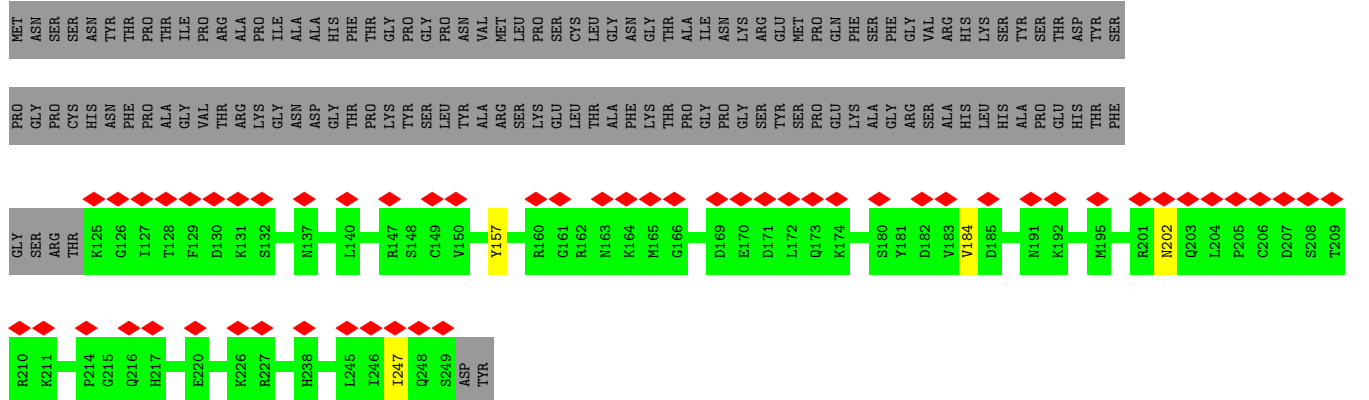 MET ASN SER SER ASN TYR THR PRO THR ILE PRO ARG ALA PRO ILE ALA ALA HIS PHE THR GLY PRO GLY PRO ASN VAL MET LEU PRO SER CYS LEU GLY ASN GLY THR ALA ILE ASN LYS ARG GLU MET PRO GLN PHE SER PHE GLY VAL ARG HIS LYS SER TYR SER THR ASP TYR SER
PRO GLY PRO CYS HIS ASN PHE PRO ALA GLY VAL THR ARG LYS GLY ASN ASP GLY THR PRO LYS TYR SER LEU TYR ALA ARG SER LYS GLU LEU THR ALA PHE LYS THR PRO GLY PRO GLY SER TYR SER PRO GLU LYS ALA GLY ARG SER ALA HIS LEU HIS ALA PRO GLU HIS THR PHE
GLY SER ARG THR K125 G126 I127 T128 F129 D130 K131 S132 N137 L140 R147 S148 C149 V150 Y157 R160 G161 R162 N163 K164 M165 G166 D169 E170 D171 L172 Q173 K174 S180 Y181 D182 V183 V184 D185 N191 K192 M195 R201 N202 Q203 L204 P205 C206 D207 S208 T209
R210 K211 P214 G215 Q216 H217 E220 K226 R227 H238 L245 I246 I247 Q248 S249 ASP TYR